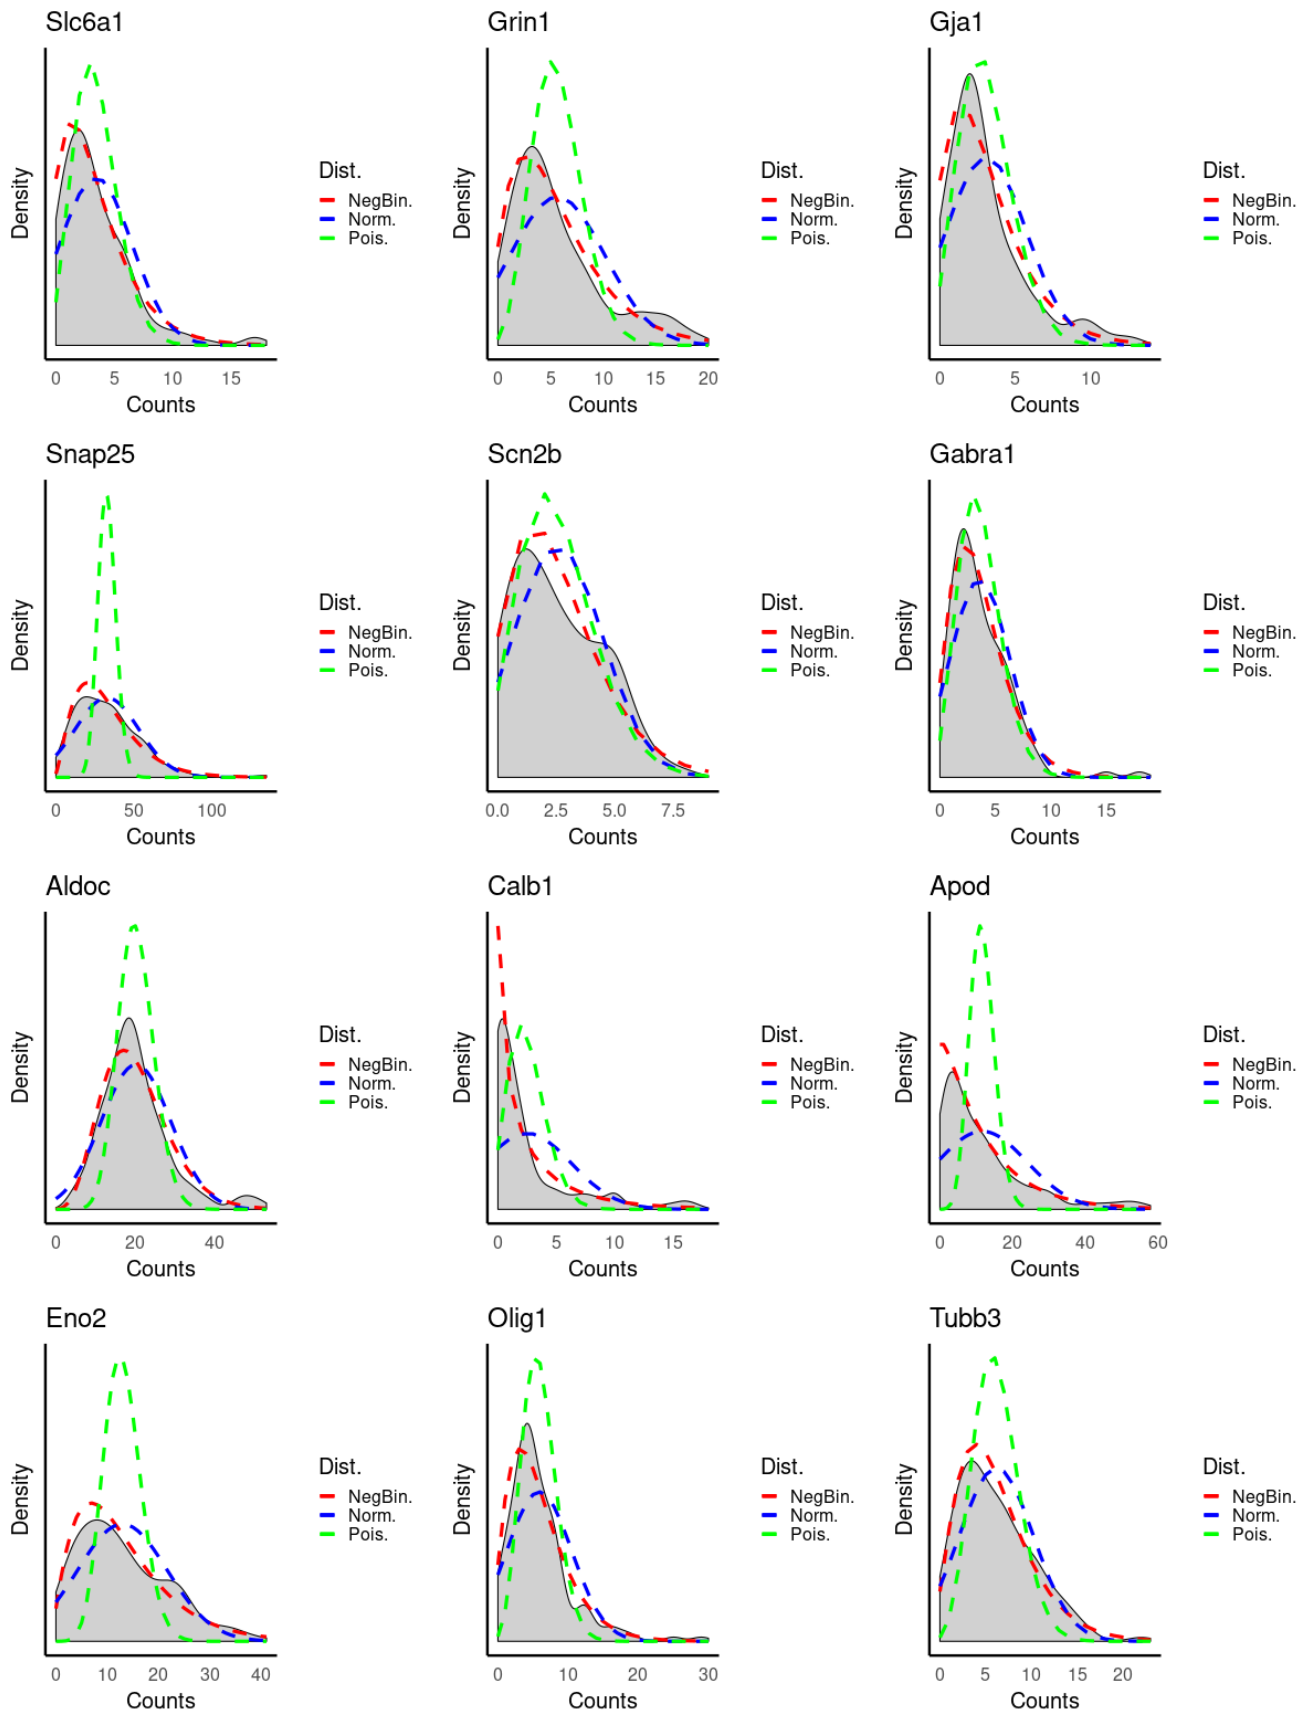 Slc6a1
Density
Dist.
NegBin.
Norm.
Pois.
0 5 10 15
Counts
Grin1
Density
Dist.
NegBin.
Norm.
Pois.
0 5 10 15 20
Counts
Gja1
Density
Dist.
NegBin.
Norm.
Pois.
0 5 10
Counts
Snap25
Density
Dist.
NegBin.
Norm.
Pois.
0 50 100
Counts
Scn2b
Density
Dist.
NegBin.
Norm.
Pois.
0.0 2.5 5.0 7.5
Counts
Gabra1
Density
Dist.
NegBin.
Norm.
Pois.
0 5 10 15
Counts
Aldoc
Density
Dist.
NegBin.
Norm.
Pois.
0 20 40
Counts
Calb1
Density
Dist.
NegBin.
Norm.
Pois.
0 5 10 15
Counts
Apod
Density
Dist.
NegBin.
Norm.
Pois.
0 20 40 60
Counts
Eno2
Density
Dist.
NegBin.
Norm.
Pois.
0 10 20 30 40
Counts
Olig1
Density
Dist.
NegBin.
Norm.
Pois.
0 10 20 30
Counts
Tubb3
Density
Dist.
NegBin.
Norm.
Pois.
0 5 10 15 20
Counts